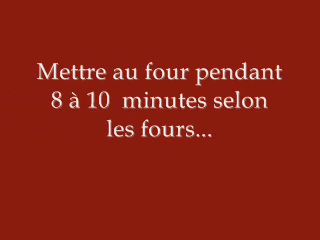 Mettre au four pendant
8 à 10  minutes selon
les fours...